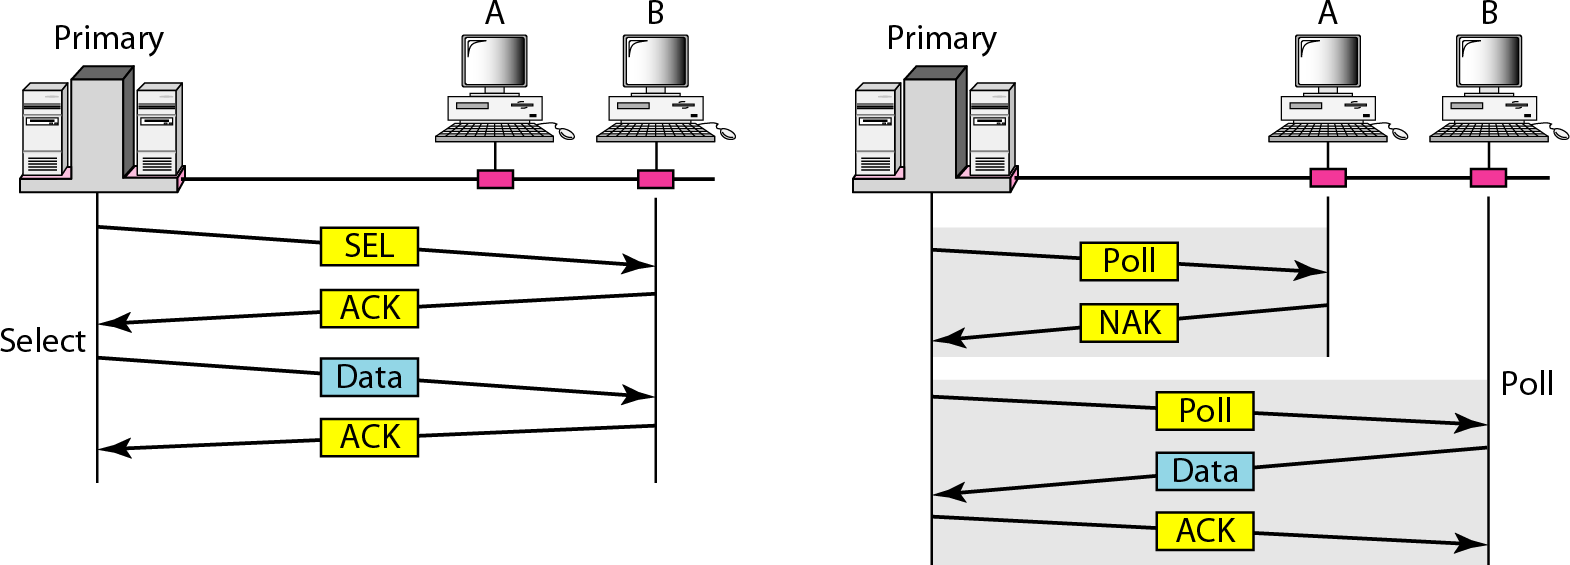 Primary
A
B
SEL
ACK
Select
Data
ACK
Primary
A
B
Poll
NAK
Poll
Poll
Data
ACK